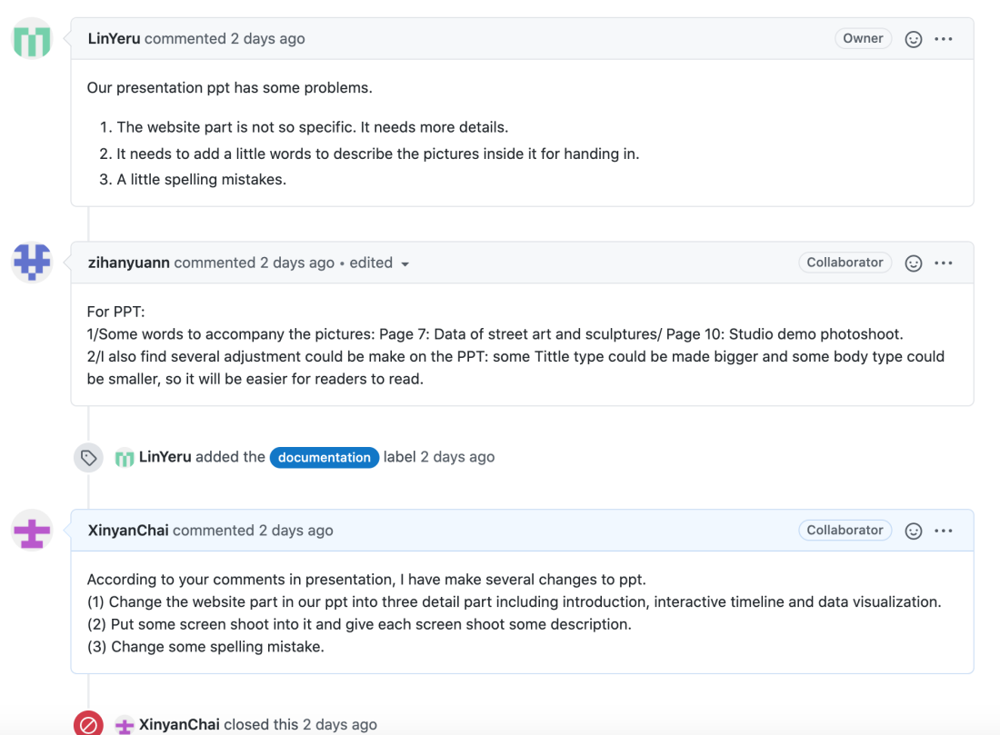 LinYeru commented 2 days ago Owner
Our presentation ppt has some problems.
1. The website part is not so specific. It needs more details.
2. It needs to add a little words to describe the pictures inside it for handing in.
3. A little spelling mistakes.
zihanyuann commented 2 days ago • edited Collaborator
For PPT:
1/Some words to accompany the pictures: Page 7: Data of street art and sculptures/ Page 10: Studio demo photoshoot.
2/I also find several adjustment could be make on the PPT: some Tittle type could be made bigger and some body type could
be smaller, so it will be easier for readers to read.
LinYeru added the documentation label 2 days ago
XinyanChai commented 2 days ago Collaborator
According to your comments in presentation, I have make several changes to ppt.
(1) Change the website part in our ppt into three detail part including introduction, interactive timeline and data visualization.
(2) Put some screen shoot into it and give each screen shoot some description.
(3) Change some spelling mistake.
XinyanChai closed this 2 days ago